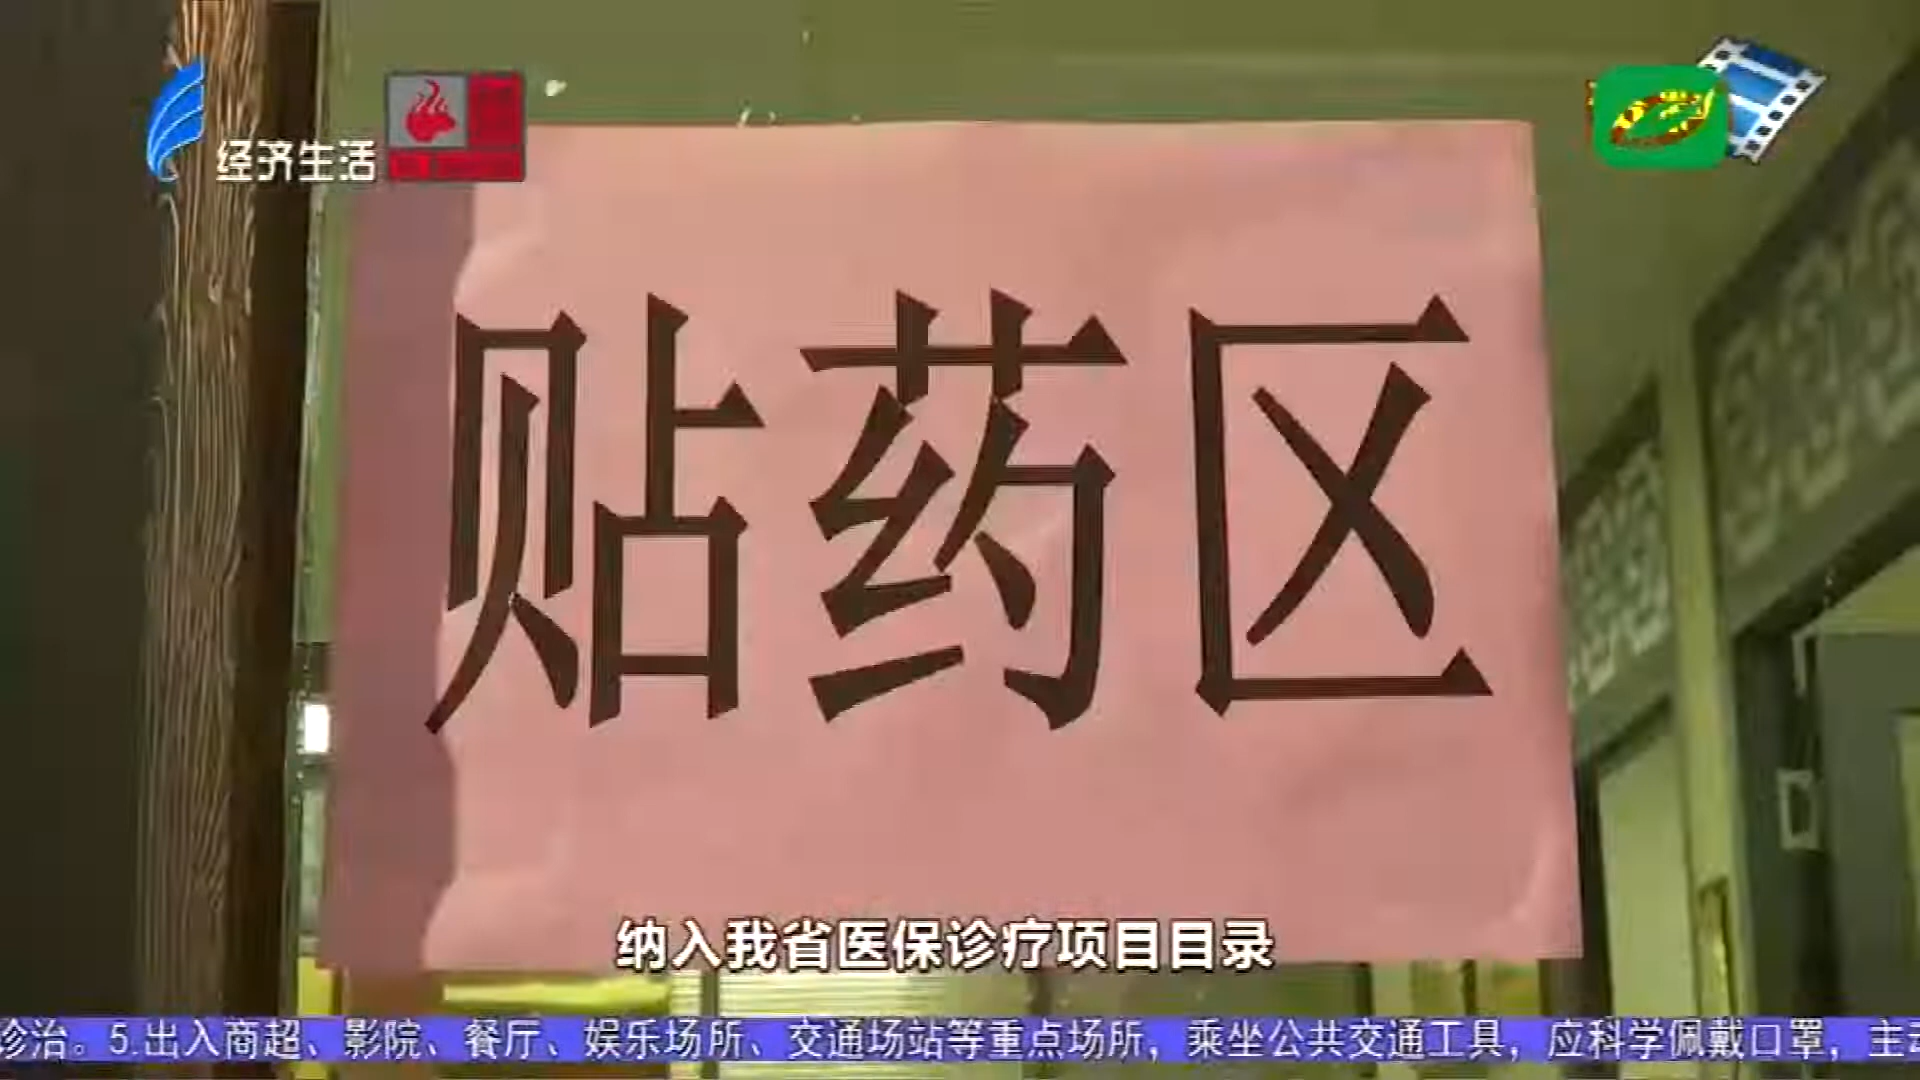 经济生活
贴药区
纳入我省医保诊疗项目目录
诊治。5.出入商超、影院、餐厅、娱乐场所、交通场站等重点场所，乘坐公共交通工具，应科学佩戴口罩，主动